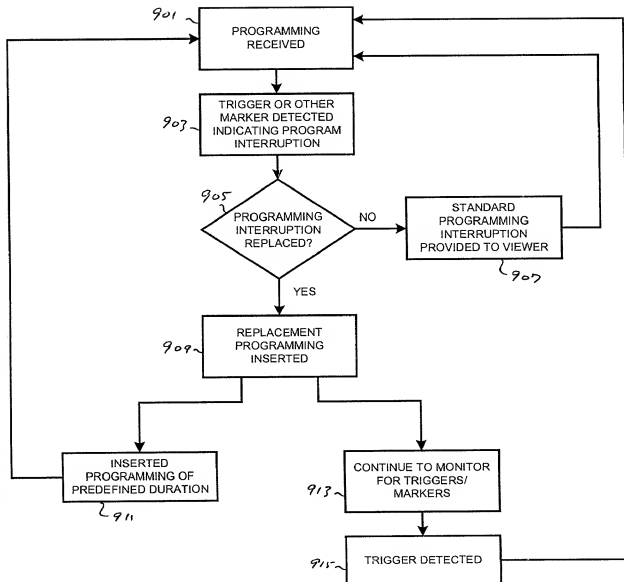 901
PROGRAMMING
RECEIVED
903
TRIGGER OR OTHER
MARKER DETECTED
INDICATING PROGRAM
INTERRUPTION
905
PROGRAMMING
INTERRUPTION
REPLACED?
NO
STANDARD
PROGRAMMING
INTERRUPTION
PROVIDED TO VIEWER
907
YES
909
REPLACEMENT
PROGRAMMING
INSERTED
INSERTED
PROGRAMMING OF
PREDEFINED DURATION
911
913
CONTINUE TO MONITOR
FOR TRIGGERS/
MARKERS
915
TRIGGER DETECTED